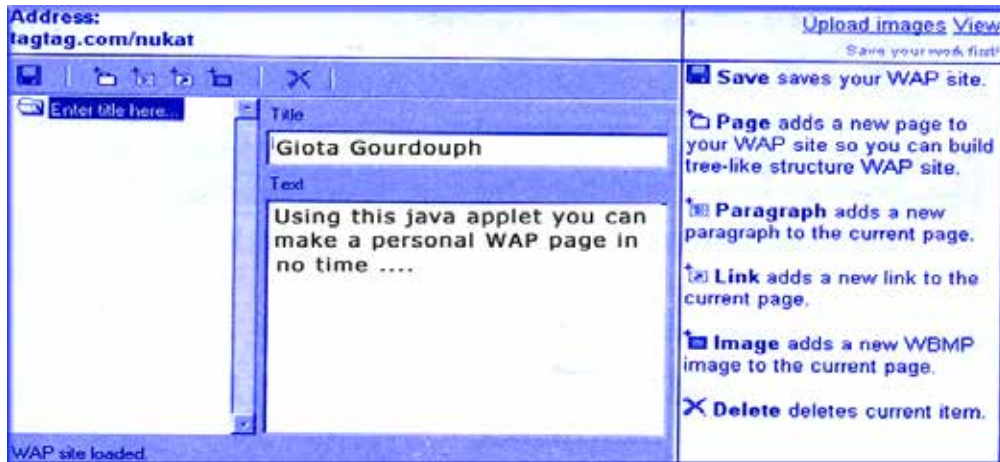 Address:
tagtag.com/nukat
Upload images View
Save your work first!
Enter title here...
Title
Giota Gourdouph
Text
Using this java applet you can
make a personal WAP page in
no time ....
WAP site loaded.
Save saves your WAP site.
Page adds a new page to
your WAP site so you can build
tree-like structure WAP site.
Paragraph adds a new
paragraph to the current page.
Link adds a new link to the
current page.
Image adds a new WBMP
image to the current page.
Delete deletes current item.